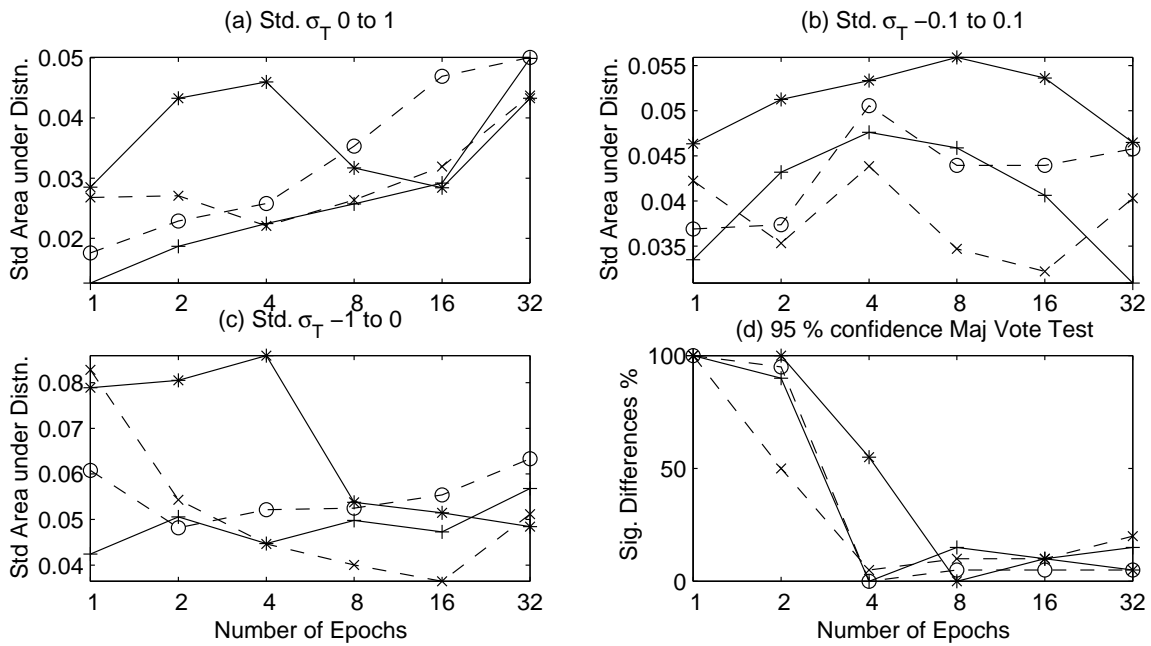 (a) Std. σT 0 to 1
0.05
0.04
0.03
0.02
Std Area under Distn.
1 2 4 8 16 32
(b) Std. σT −0.1 to 0.1
0.055
0.05
0.045
0.04
0.035
Std Area under Distn.
1 2 4 8 16 32
(c) Std. σT −1 to 0
0.08
0.07
0.06
0.05
0.04
Std Area under Distn.
1 2 4 8 16 32
Number of Epochs
(d) 95 % confidence Maj Vote Test
100
50
0
Sig. Differences %
1 2 4 8 16 32
Number of Epochs